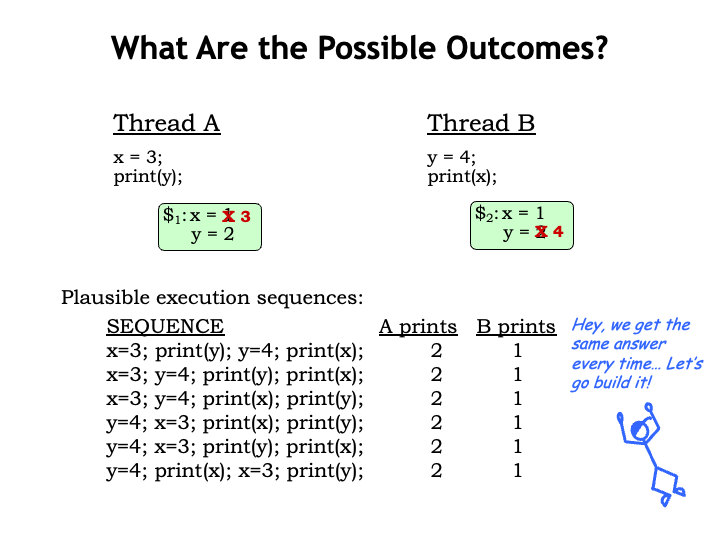 What Are the Possible Outcomes?
Thread A
x = 3;
print(y);
Thread B
y = 4;
print(x);
$1: x = 1 X 3
y = 2
$2: x = 1
y = 2 X 4
Plausible execution sequences:
SEQUENCE A prints B prints
x=3; print(y); y=4; print(x); 2 1
x=3; y=4; print(y); print(x); 2 1
x=3; y=4; print(x); print(y); 2 1
y=4; x=3; print(x); print(y); 2 1
y=4; x=3; print(y); print(x); 2 1
y=4; print(x); x=3; print(y); 2 1
Hey, we get the
same answer
every time... Let's
go build it!